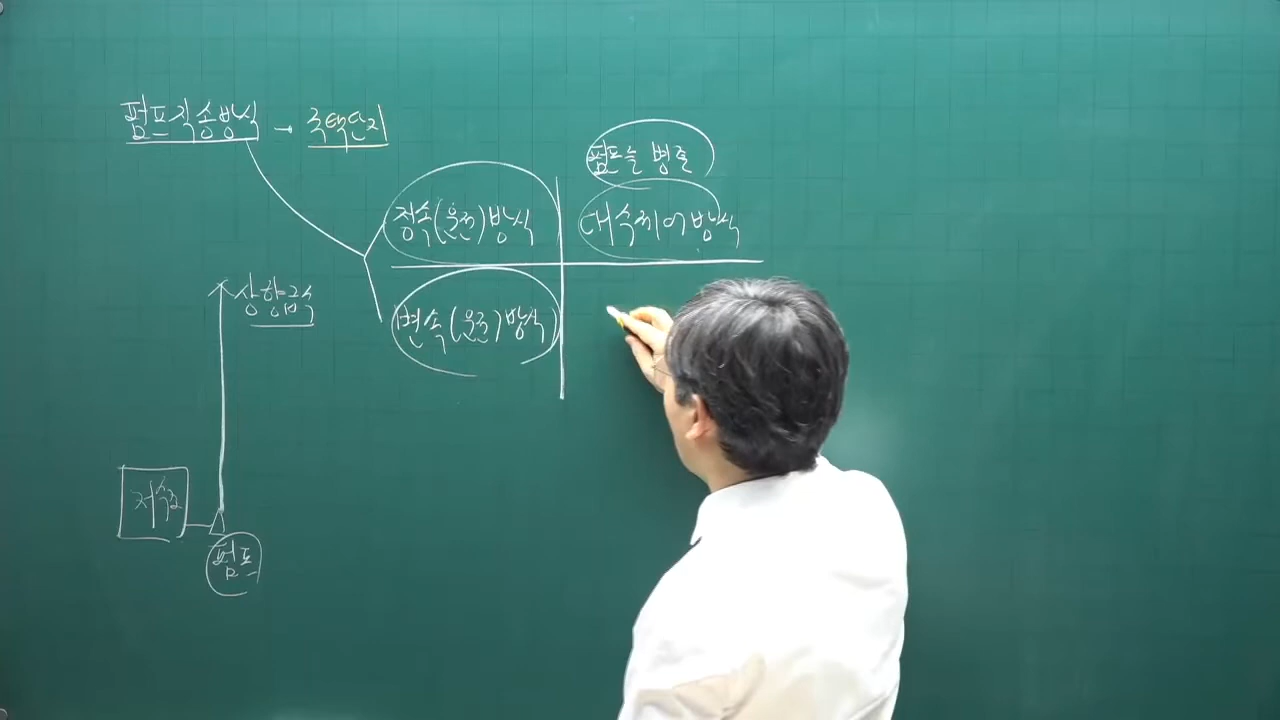 펌프직송방식 → 주택단지
펌프를 병렬
정속(운전)방식
대수제어방식
상향급수
변속(운전)방식
저수조
펌프